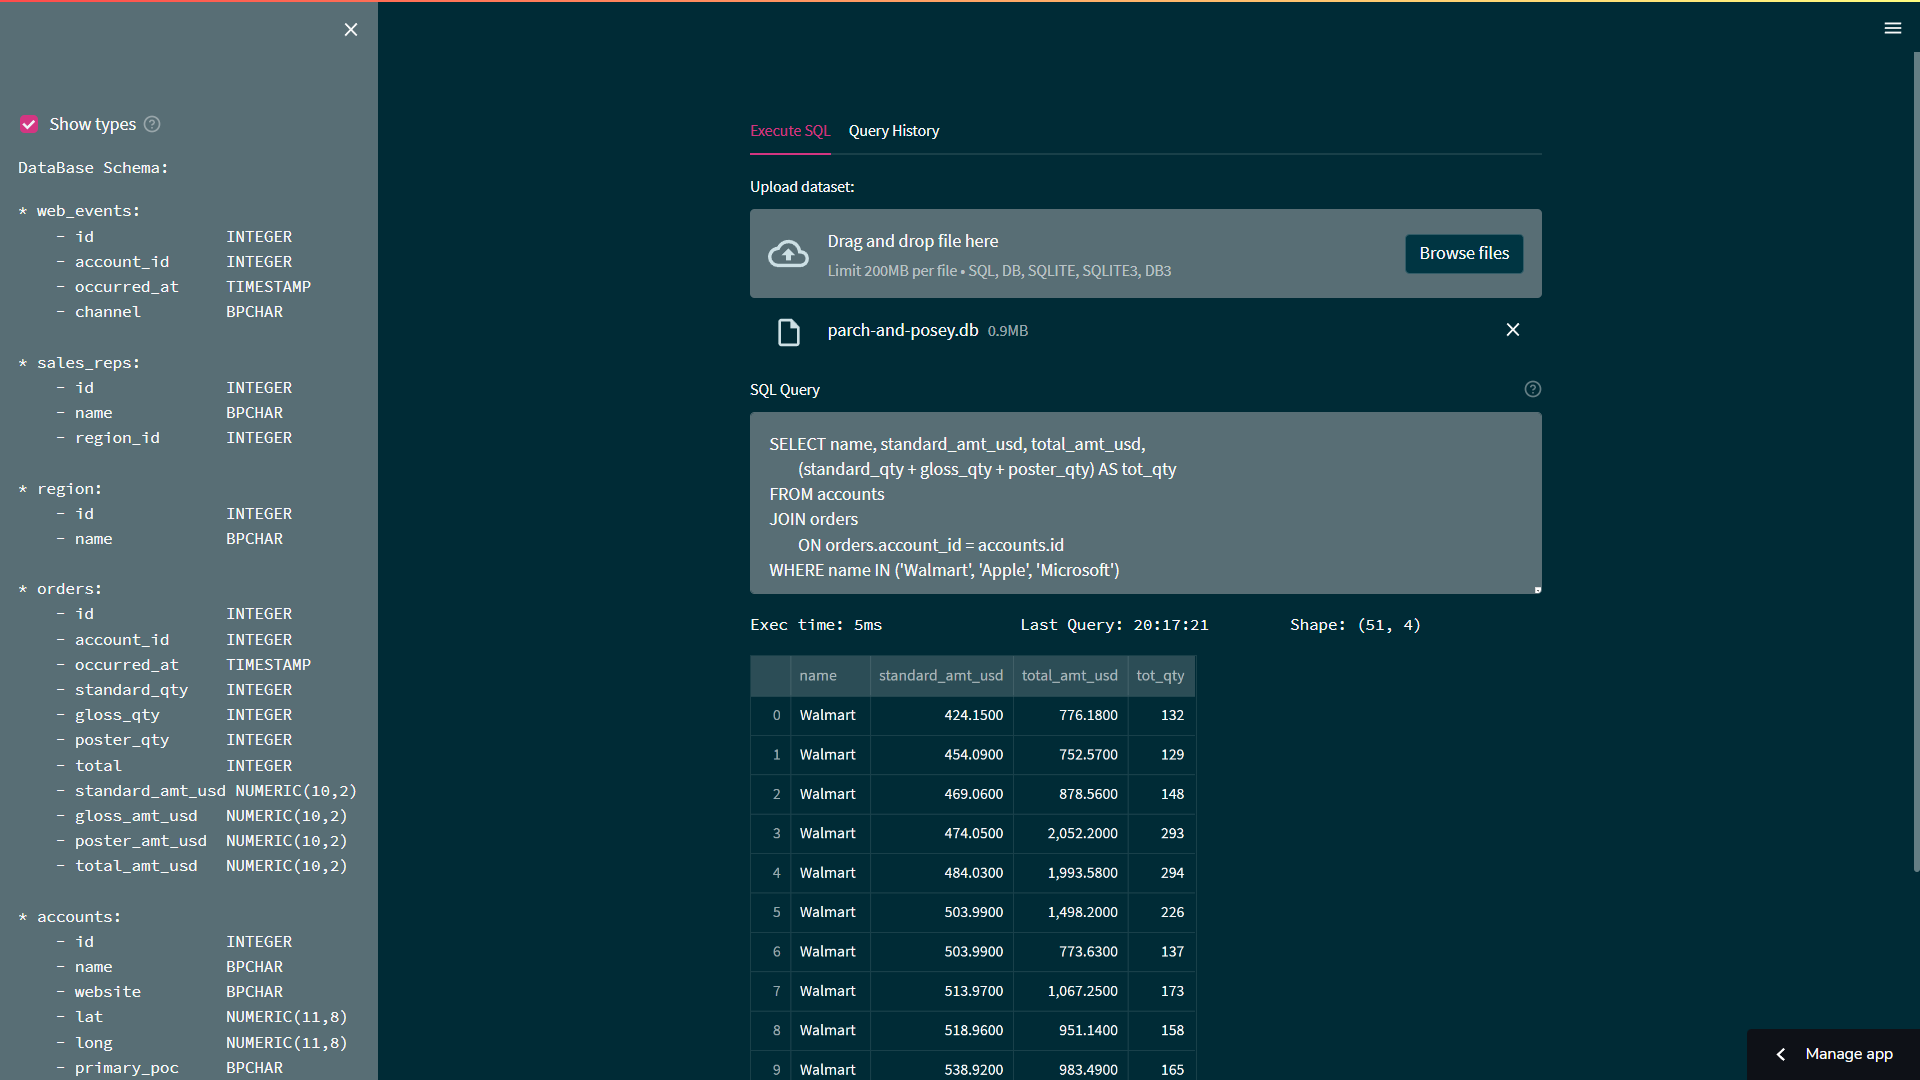 Show types
DataBase Schema:
* web_events:
- id INTEGER
- account_id INTEGER
- occurred_at TIMESTAMP
- channel BPCHAR
* sales_reps:
- id INTEGER
- name BPCHAR
- region_id INTEGER
* region:
- id INTEGER
- name BPCHAR
* orders:
- id INTEGER
- account_id INTEGER
- occurred_at TIMESTAMP
- standard_qty INTEGER
- gloss_qty INTEGER
- poster_qty INTEGER
- total INTEGER
- standard_amt_usd NUMERIC(10,2)
- gloss_amt_usd NUMERIC(10,2)
- poster_amt_usd NUMERIC(10,2)
- total_amt_usd NUMERIC(10,2)
* accounts:
- id INTEGER
- name BPCHAR
- website BPCHAR
- lat NUMERIC(11,8)
- long NUMERIC(11,8)
- primary_poc BPCHAR
Execute SQL Query History
Upload dataset:
Drag and drop file here
Limit 200MB per file • SQL, DB, SQLITE, SQLITE3, DB3
Browse files
parch-and-posey.db 0.9MB
SQL Query
SELECT name, standard_amt_usd, total_amt_usd,
(standard_qty + gloss_qty + poster_qty) AS tot_qty
FROM accounts
JOIN orders
ON orders.account_id = accounts.id
WHERE name IN ('Walmart', 'Apple', 'Microsoft')
Exec time: 5ms Last Query: 20:17:21 Shape: (51, 4)
name standard_amt_usd total_amt_usd tot_qty
0 Walmart 424.1500 776.1800 132
1 Walmart 454.0900 752.5700 129
2 Walmart 469.0600 878.5600 148
3 Walmart 474.0500 2,052.2000 293
4 Walmart 484.0300 1,993.5800 294
5 Walmart 503.9900 1,498.2000 226
6 Walmart 503.9900 773.6300 137
7 Walmart 513.9700 1,067.2500 173
8 Walmart 518.9600 951.1400 158
9 Walmart 538.9200 983.4900 165
Manage app